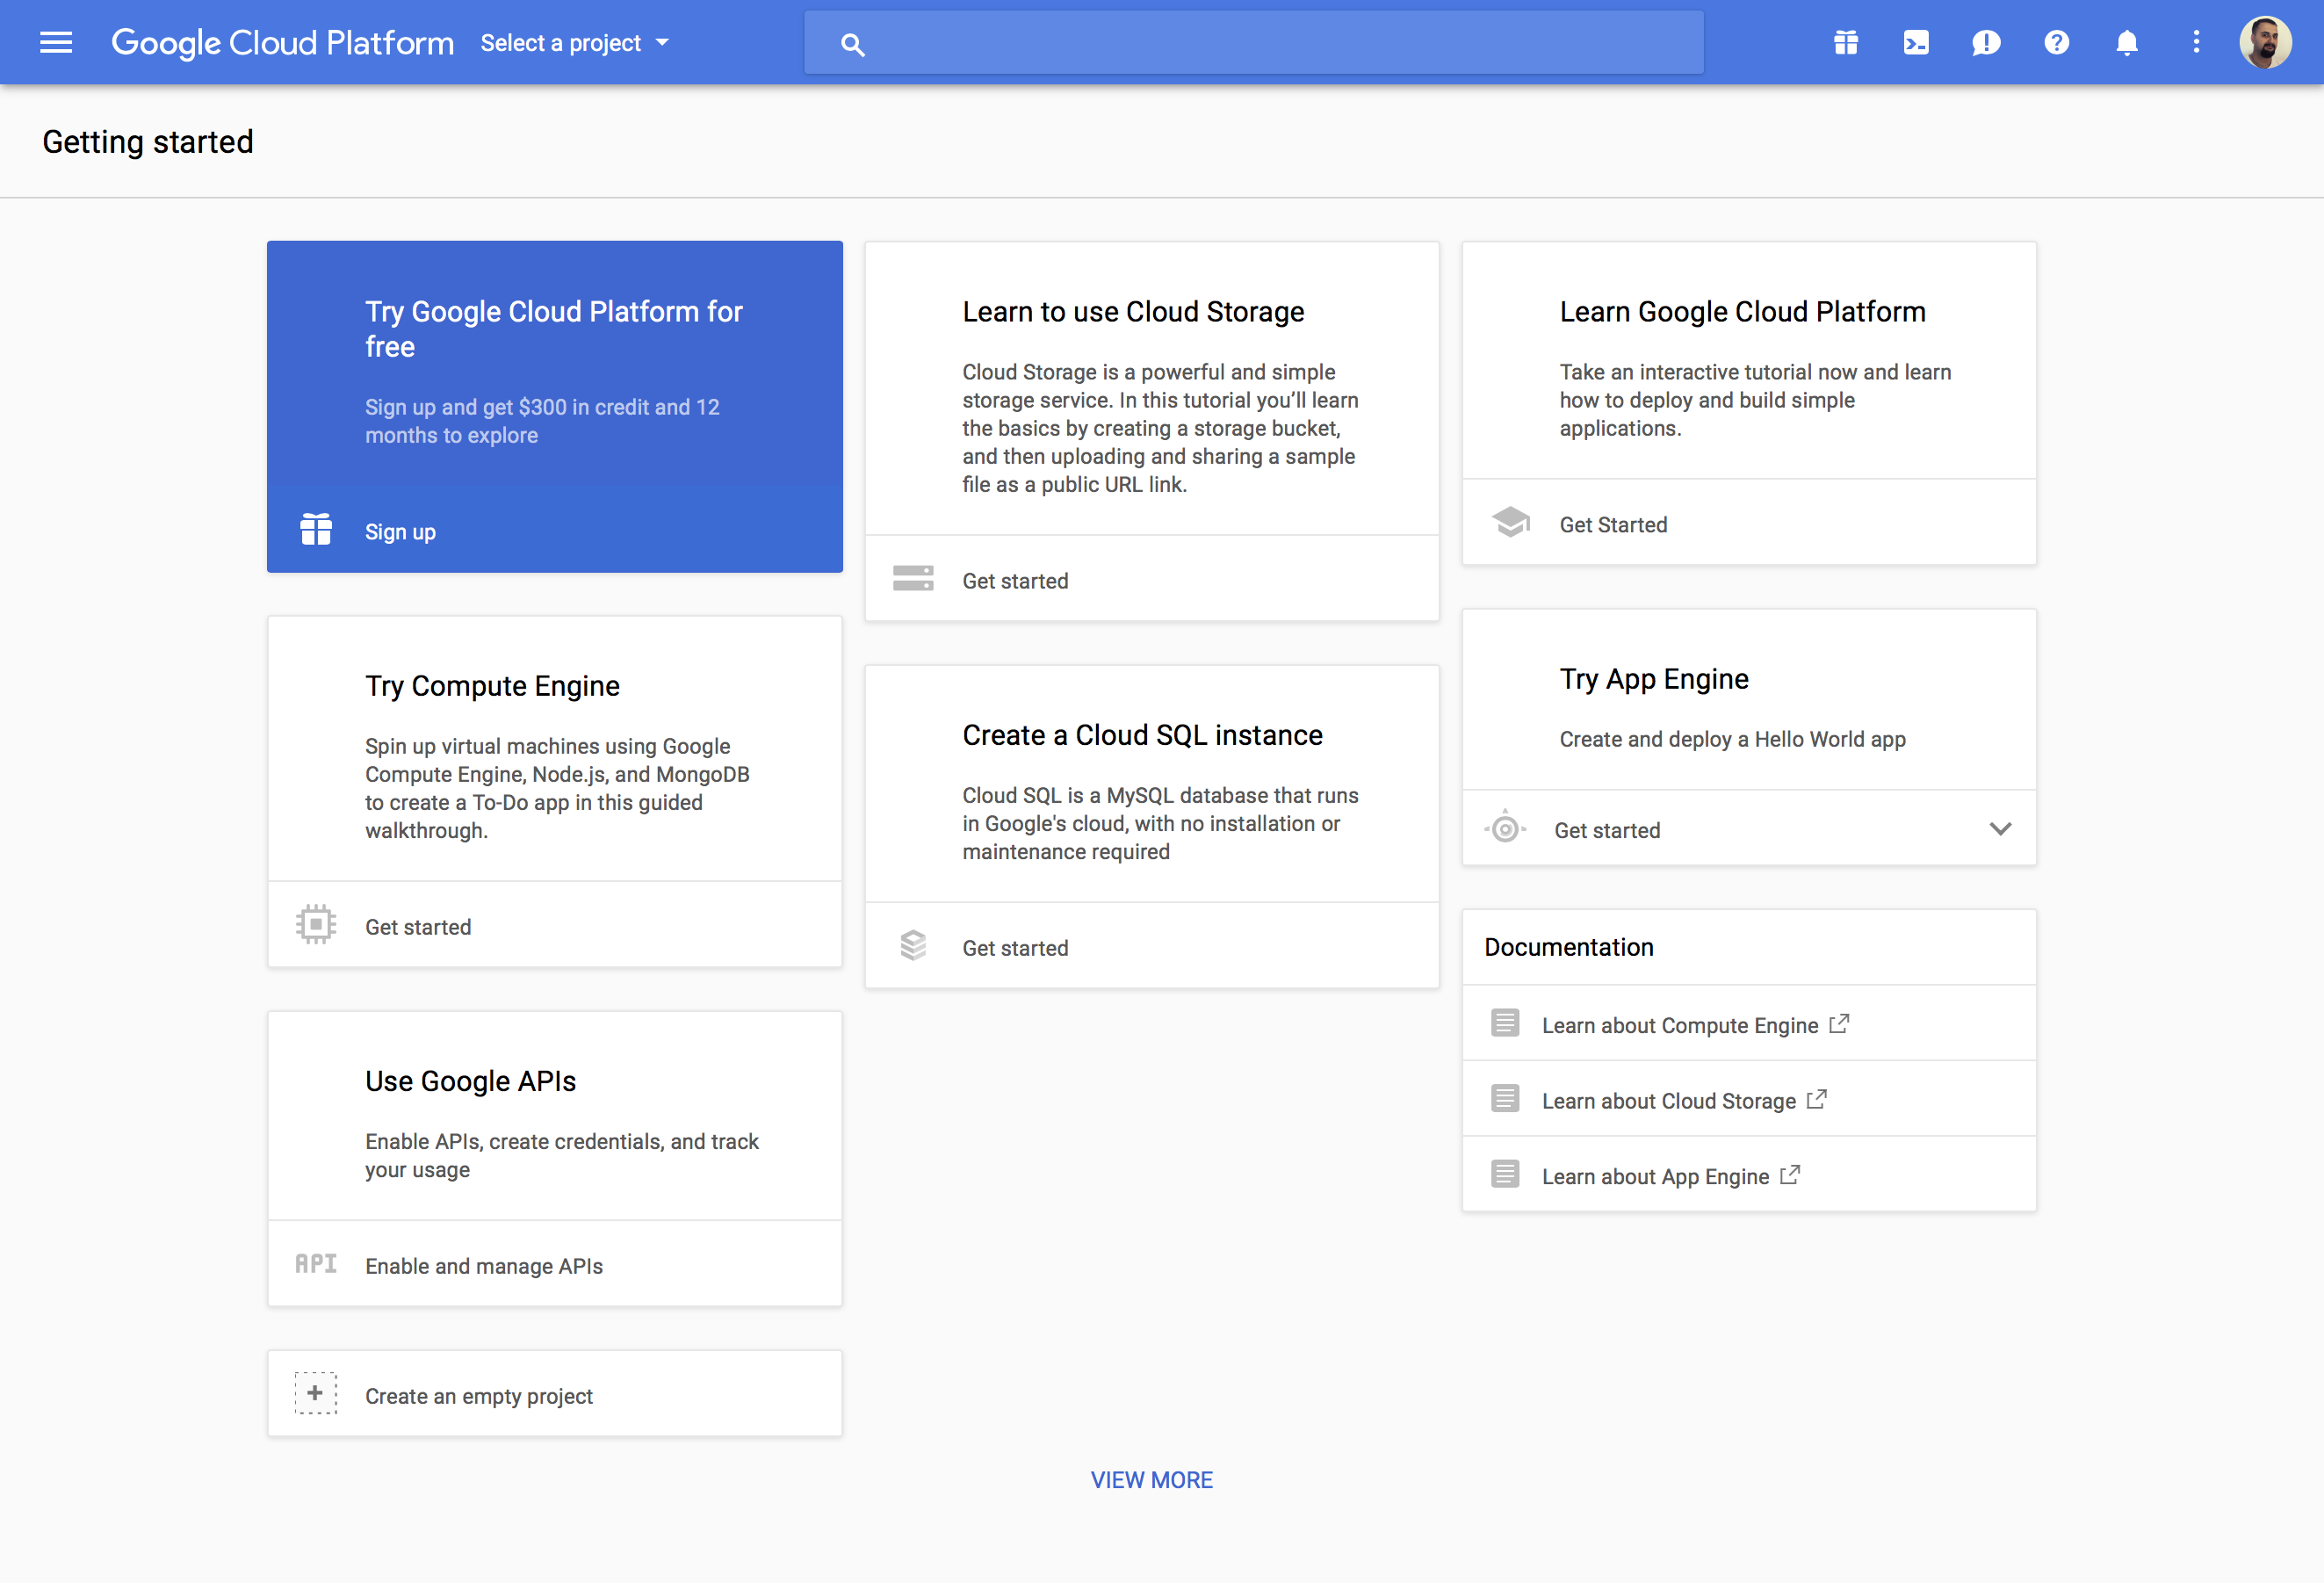 Google Cloud Platform Select a project
Getting started
Try Google Cloud Platform for
free
Sign up and get $300 in credit and 12
months to explore
Sign up
Try Compute Engine
Spin up virtual machines using Google
Compute Engine, Node.js, and MongoDB
to create a To-Do app in this guided
walkthrough.
Get started
Use Google APIs
Enable APIs, create credentials, and track
your usage
API
Enable and manage APIs
Create an empty project
Learn to use Cloud Storage
Cloud Storage is a powerful and simple
storage service. In this tutorial you’ll learn
the basics by creating a storage bucket,
and then uploading and sharing a sample
file as a public URL link.
Get started
Create a Cloud SQL instance
Cloud SQL is a MySQL database that runs
in Google's cloud, with no installation or
maintenance required
Get started
Learn Google Cloud Platform
Take an interactive tutorial now and learn
how to deploy and build simple
applications.
Get Started
Try App Engine
Create and deploy a Hello World app
Get started
Documentation
Learn about Compute Engine
Learn about Cloud Storage
Learn about App Engine
VIEW MORE